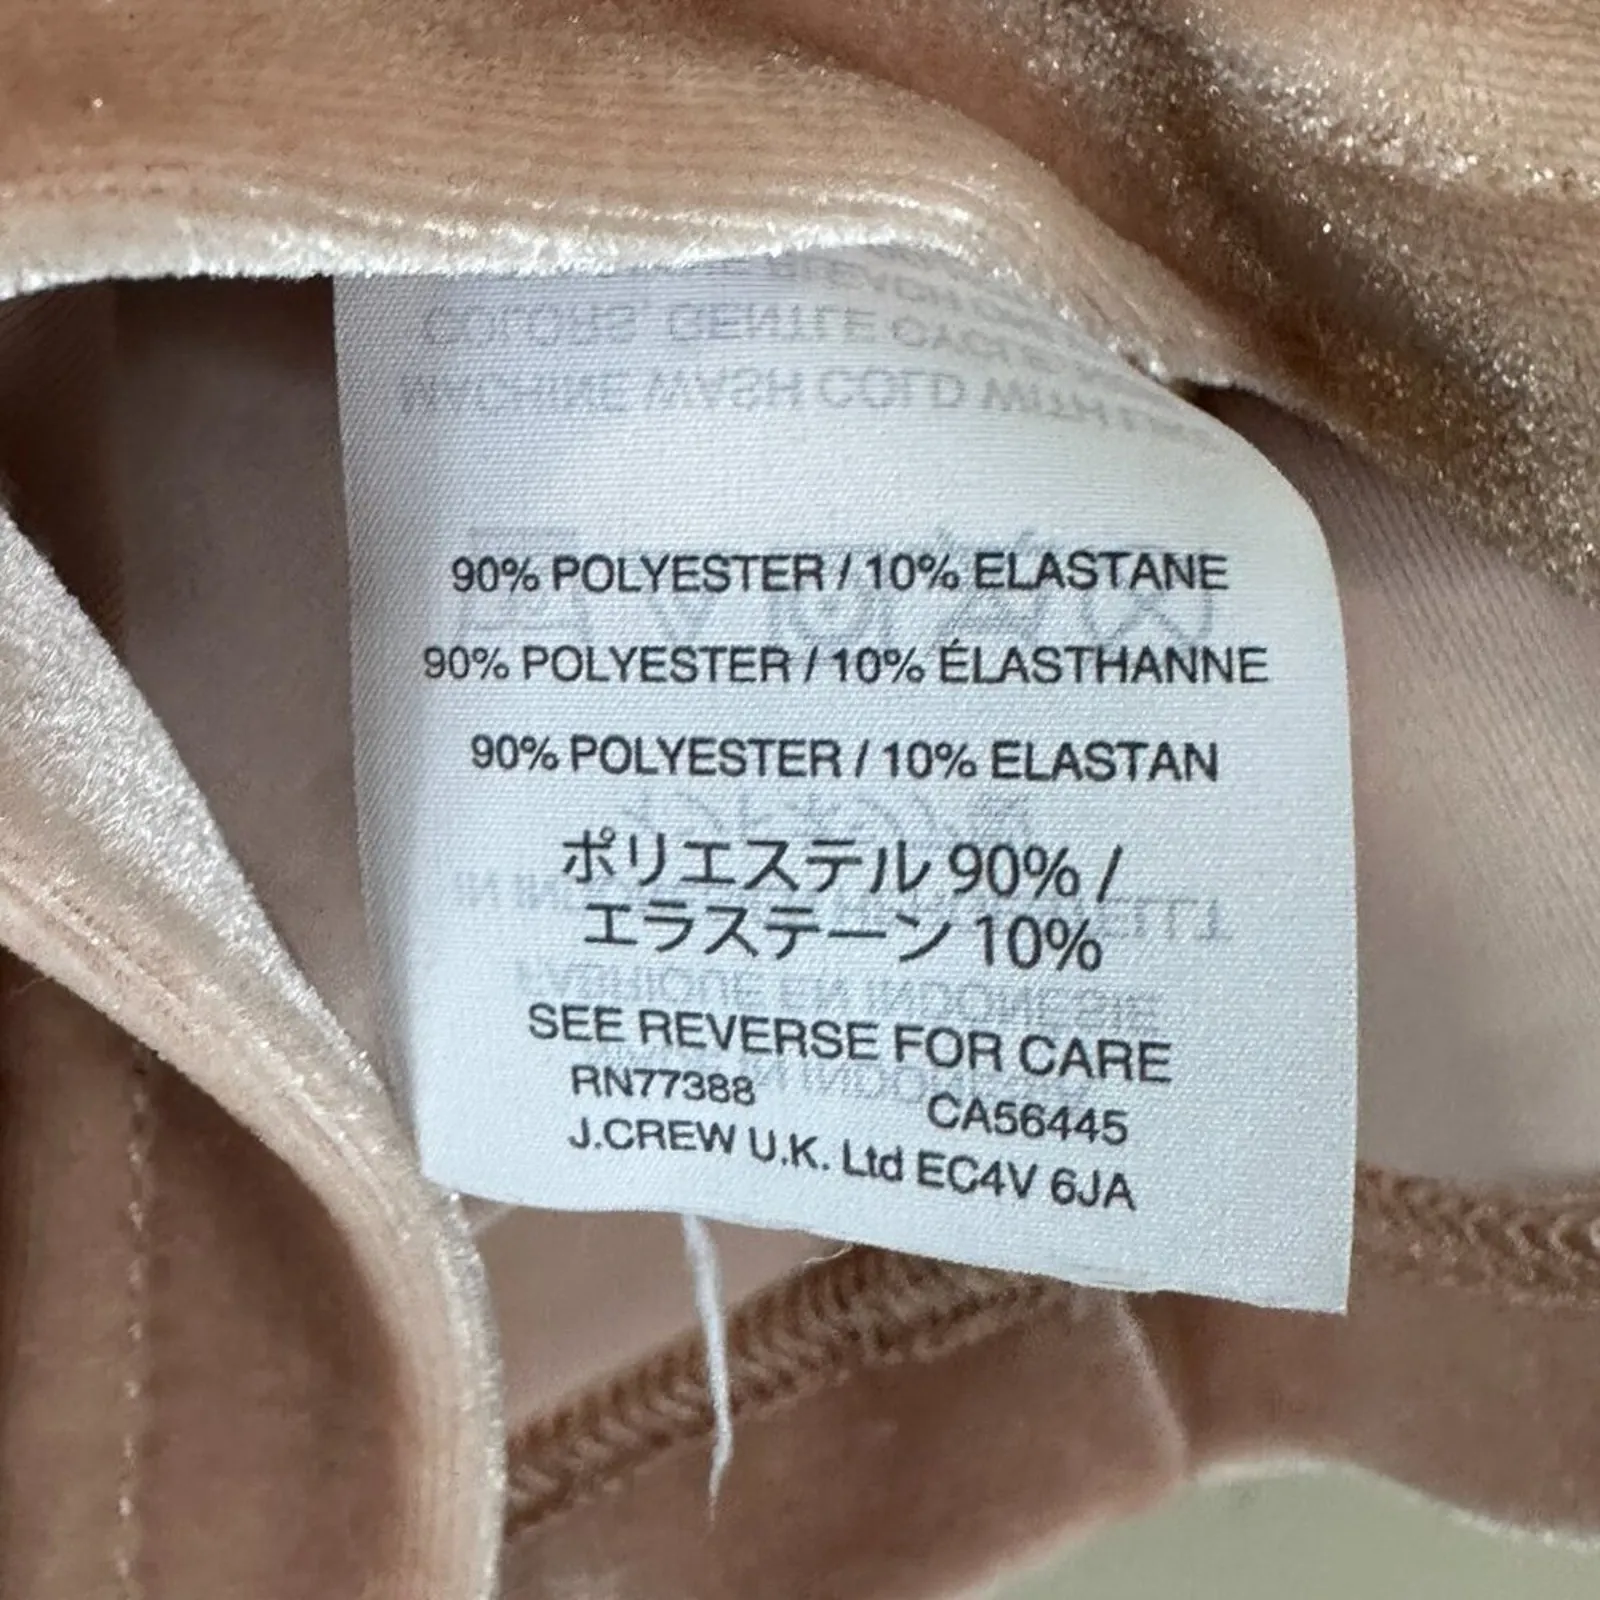 90% POLYESTER / 10% ELASTANE
90% POLYESTER / 10% ÉLASTHANNE
90% POLYESTER / 10% ELASTAN
ポリエステル 90% /
エラステーン 10%
SEE REVERSE FOR CARE
RN77388 CA56445
J.CREW U.K. Ltd EC4V 6JA